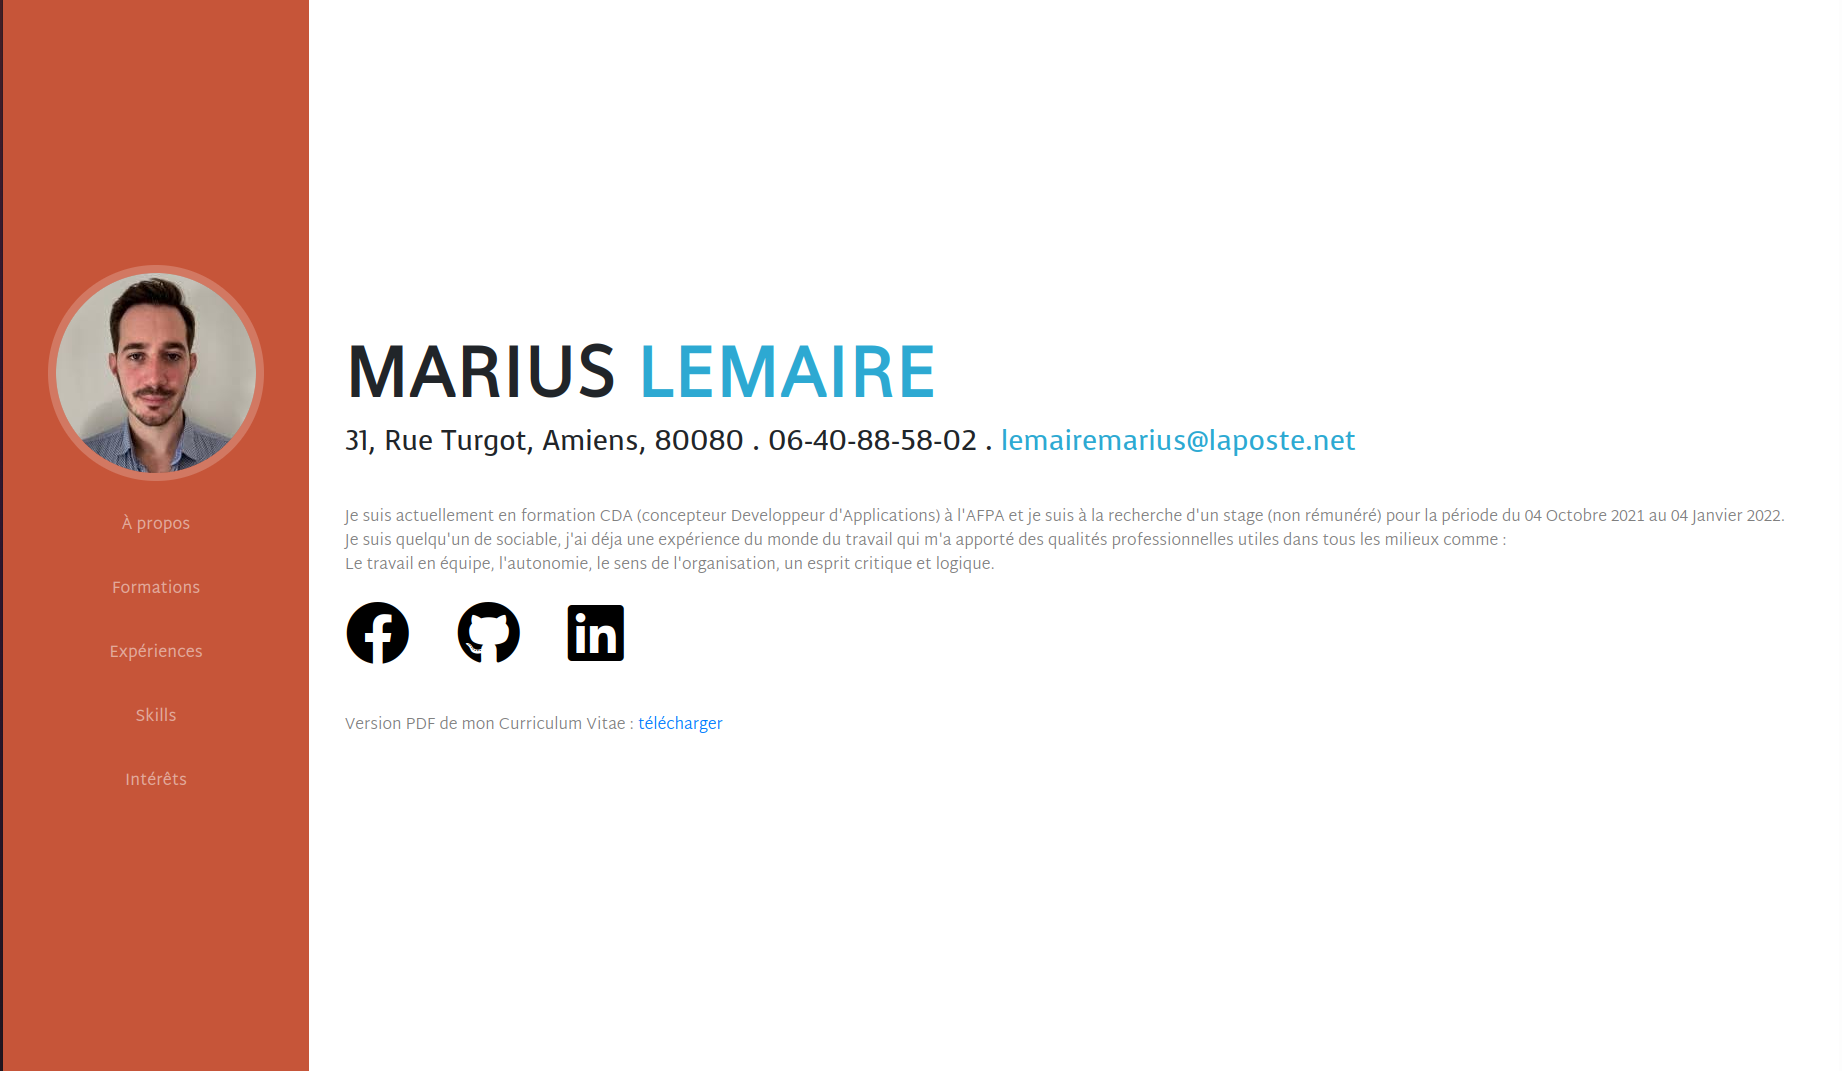 À propos
Formations
Expériences
Skills
Intérêts
MARIUS LEMAIRE
31, Rue Turgot, Amiens, 80080 . 06-40-88-58-02 . lemairemarius@laposte.net
Je suis actuellement en formation CDA (concepteur Developpeur d'Applications) à l'AFPA et je suis à la recherche d'un stage (non rémunéré) pour la période du 04 Octobre 2021 au 04 Janvier 2022.
Je suis quelqu'un de sociable, j'ai déja une expérience du monde du travail qui m'a apporté des qualités professionnelles utiles dans tous les milieux comme :
Le travail en équipe, l'autonomie, le sens de l'organisation, un esprit critique et logique.
in
Version PDF de mon Curriculum Vitae : télécharger